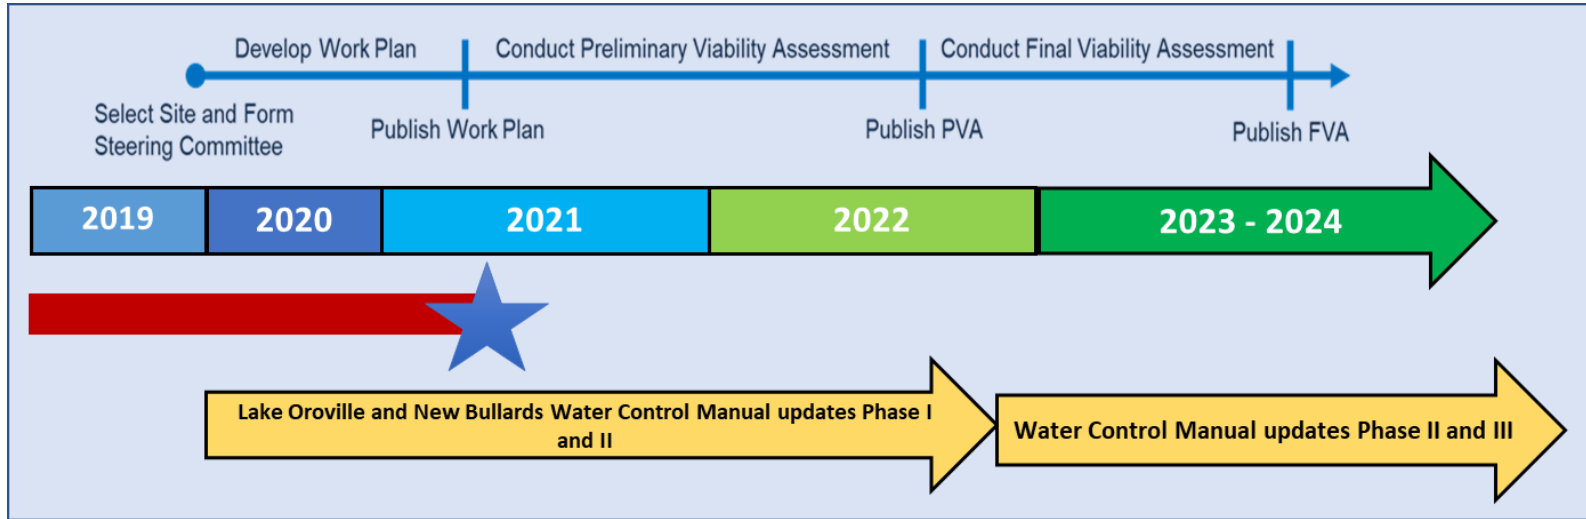 Develop Work Plan
Conduct Preliminary Viability Assessment
Conduct Final Viability Assessment
Select Site and Form
Steering Committee
Publish Work Plan
Publish PVA
Publish FVA
2019
2020
2021
2022
2023 - 2024
Lake Oroville and New Bullards Water Control Manual updates Phase I
and II
Water Control Manual updates Phase II and III